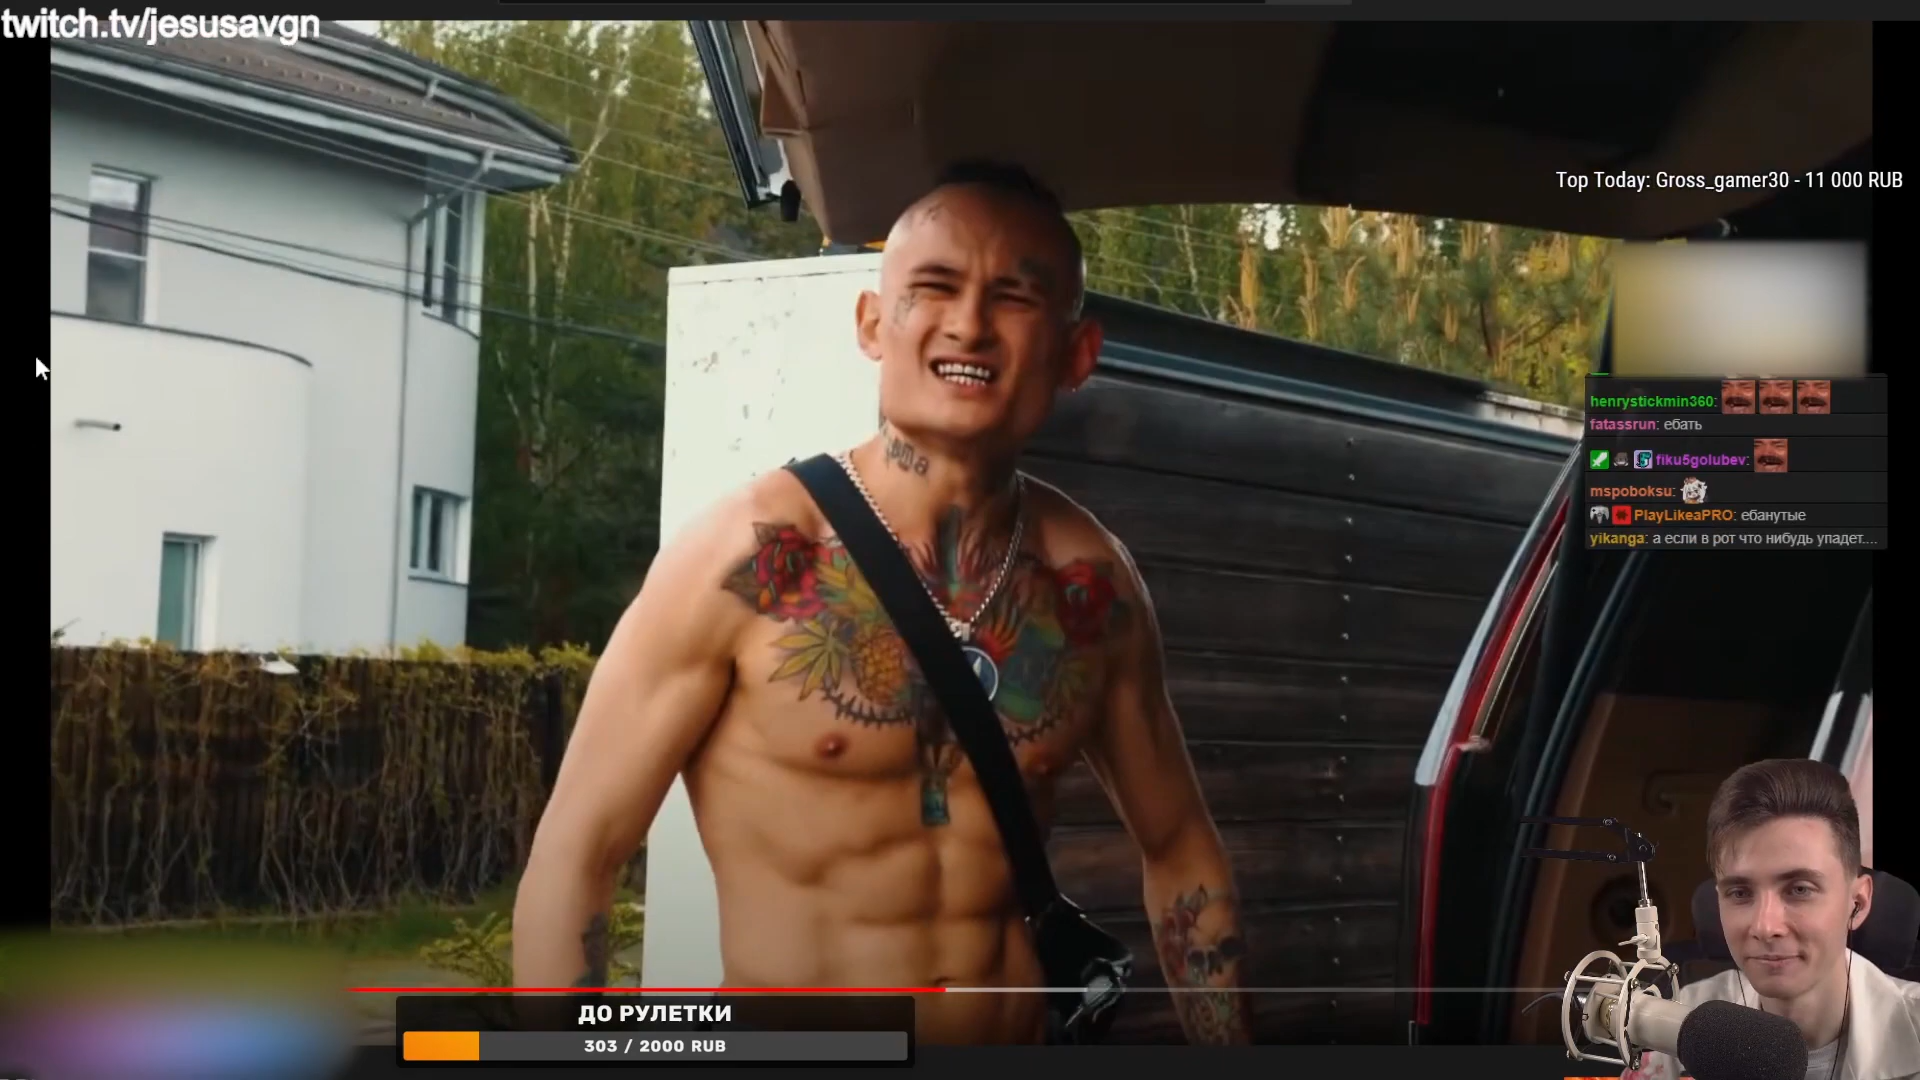 twitch.tv/jesusavgn
Top Today: Gross_gamer30 - 11 000 RUB
henrystickmin360:
fatassrun: ебать
fiku5golubev:
mspoboksu:
PlayLikeaPRO: ебанутые
yikanga: а если в рот что нибудь упадет....
ДО РУЛЕТКИ
303 / 2000 RUB